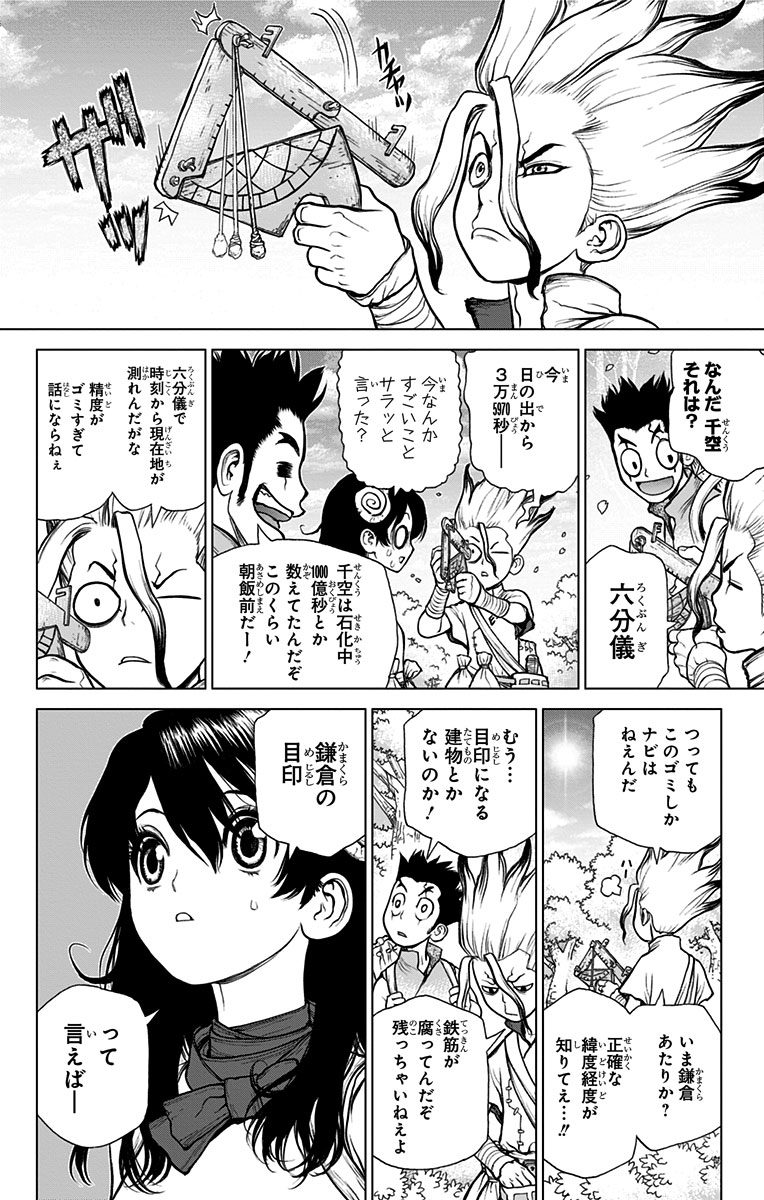 カチャッ
ザザッ
なんだ 千空
それは?
六分儀
今
日の出から
3万5970秒ー
今なんか
すごいこと
サラッと
言った?
千空は石化中
1000億秒とか
数えてたんだぞ
このくらい
朝飯前だー!
六分儀で
時刻から現在地が
測れんだがな
精度が
ゴミすぎて
話にならねぇ
つっても
このゴミしか
ナビは
ねえんだ
いま鎌倉
あたりか?
正確な
緯度経度が
知りてえ…!!
むう…
目印になる
建物とか
ないのか!
鉄筋が
腐ってんだぞ
残っちゃいねえよ
鎌倉の
目印
って
言えばー